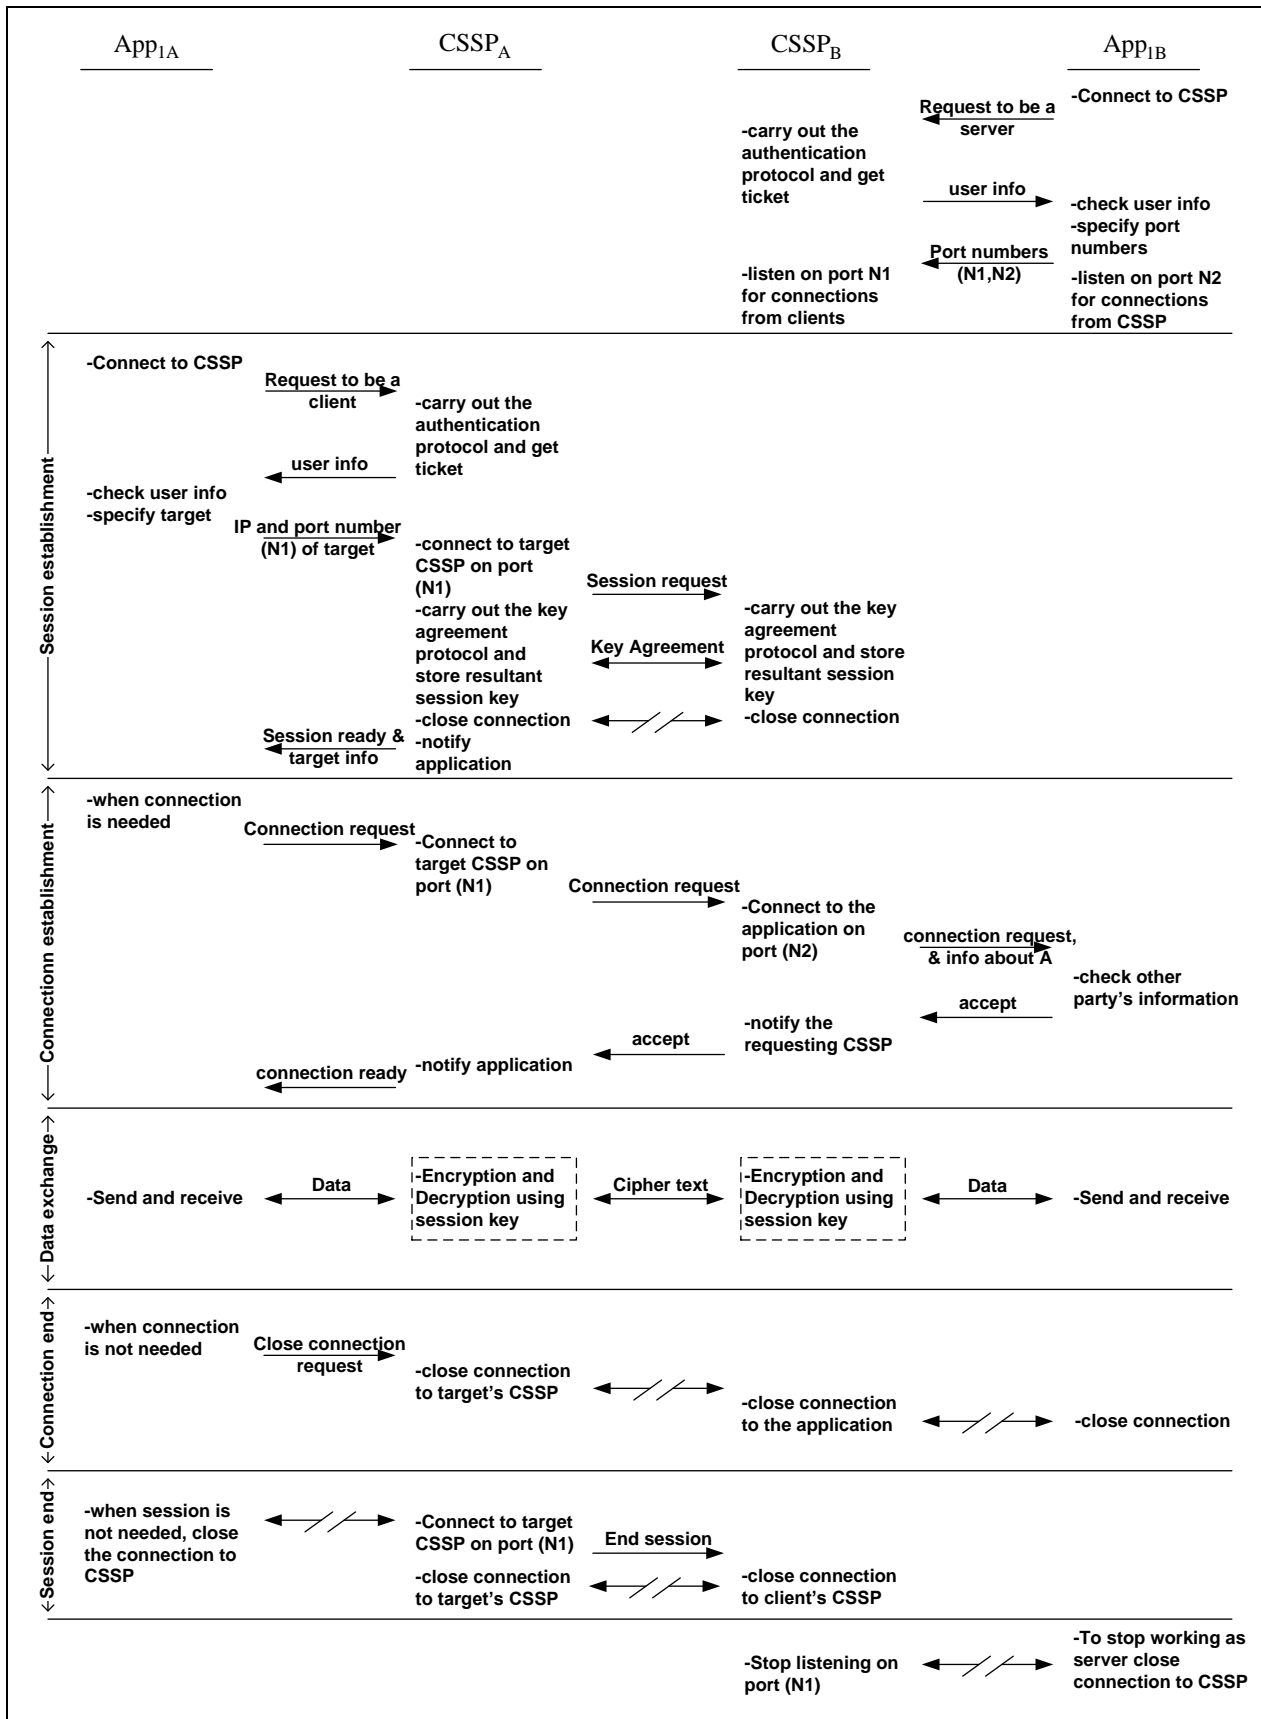 App1A
CSSPA
CSSPB
App1B
-Connect to CSSP
Request to be a
server
-carry out the
authentication
protocol and get
ticket
user info
-check user info
-specify port
numbers
Port numbers
(N1,N2)
-listen on port N1
for connections
from clients
-listen on port N2
for connections
from CSSP
Session establishment
-Connect to CSSP
Request to be a
client
-carry out the
authentication
protocol and get
ticket
user info
-check user info
-specify target
IP and port number
(N1) of target
-connect to target
CSSP on port
(N1)
Session request
-carry out the key
agreement
protocol and
store resultant
session key
Key Agreement
-carry out the key
agreement
protocol and store
resultant session
key
-close connection
-close connection
Session ready &
target info
-notify
application
Connectionn establishment
-when connection
is needed
Connection request
-Connect to
target CSSP on
port (N1)
Connection request
-Connect to the
application on
port (N2)
connection request,
& info about A
-check other
party's information
accept
-notify the
requesting CSSP
accept
-notify application
connection ready
Data exchange
-Send and receive
Data
-Encryption and
Decryption using
session key
Cipher text
-Encryption and
Decryption using
session key
Data
-Send and receive
Connection end
-when connection
is not needed
Close connection
request
-close connection
to target's CSSP
-close connection
to the application
-close connection
Session end
-when session is
not needed, close
the connection to
CSSP
-Connect to target
CSSP on port (N1)
End session
-close connection
to target's CSSP
-close connection
to client's CSSP
-Stop listening on
port (N1)
-To stop working as
server close
connection to CSSP